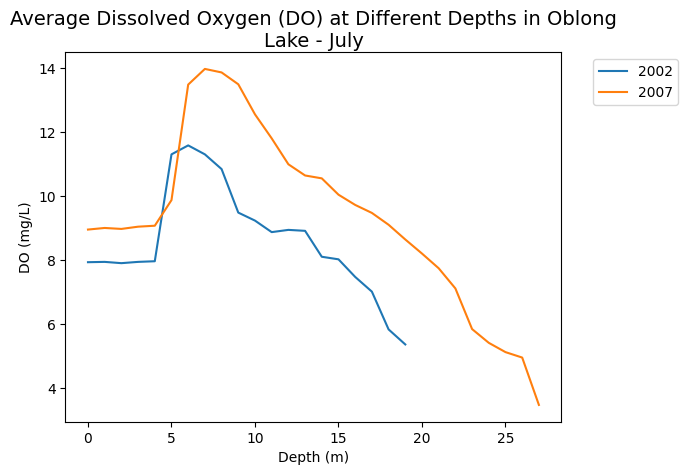 Average Dissolved Oxygen (DO) at Different Depths in Oblong
Lake - July
2002
2007
14
12
10
8
6
4
DO (mg/L)
0 5 10 15 20 25
Depth (m)